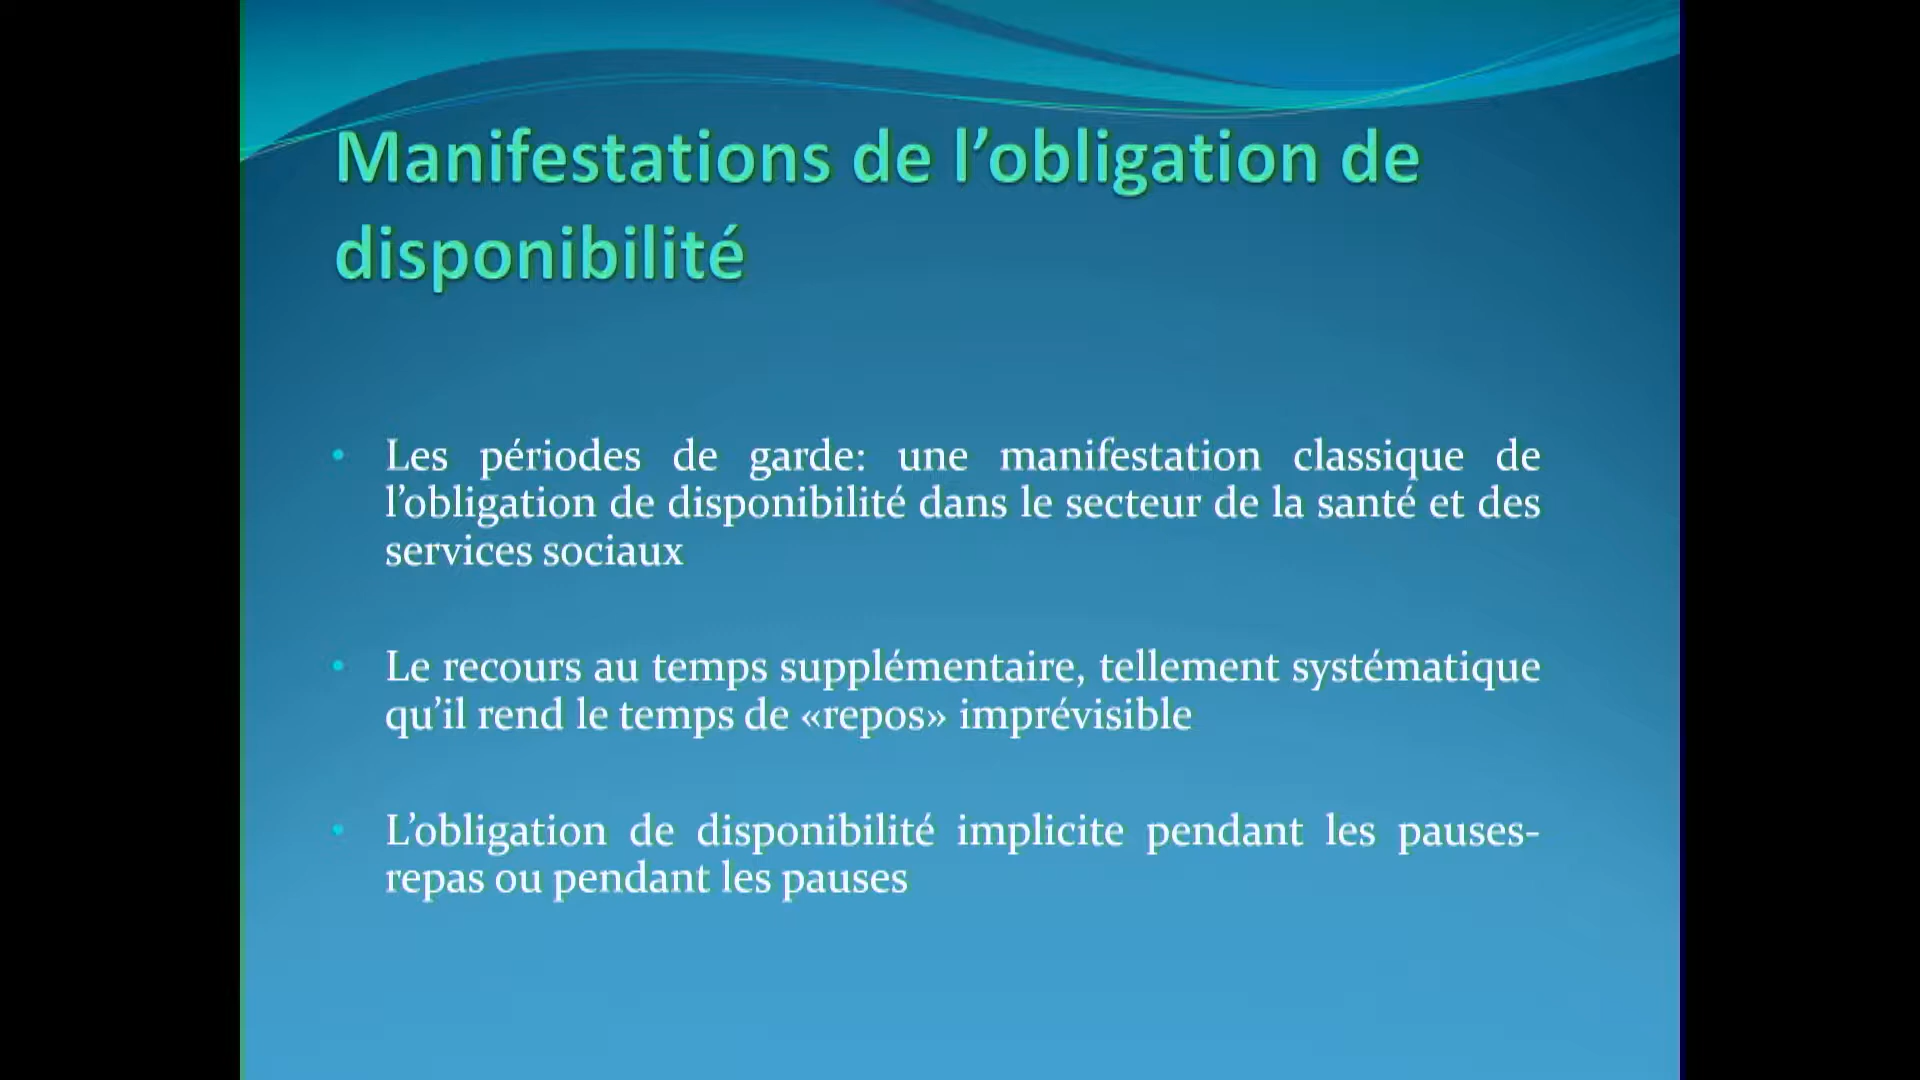 Manifestations de l’obligation de
disponibilité
• Les périodes de garde: une manifestation classique de
l’obligation de disponibilité dans le secteur de la santé et des
services sociaux
• Le recours au temps supplémentaire, tellement systématique
qu’il rend le temps de «repos» imprévisible
• L’obligation de disponibilité implicite pendant les pauses-
repas ou pendant les pauses